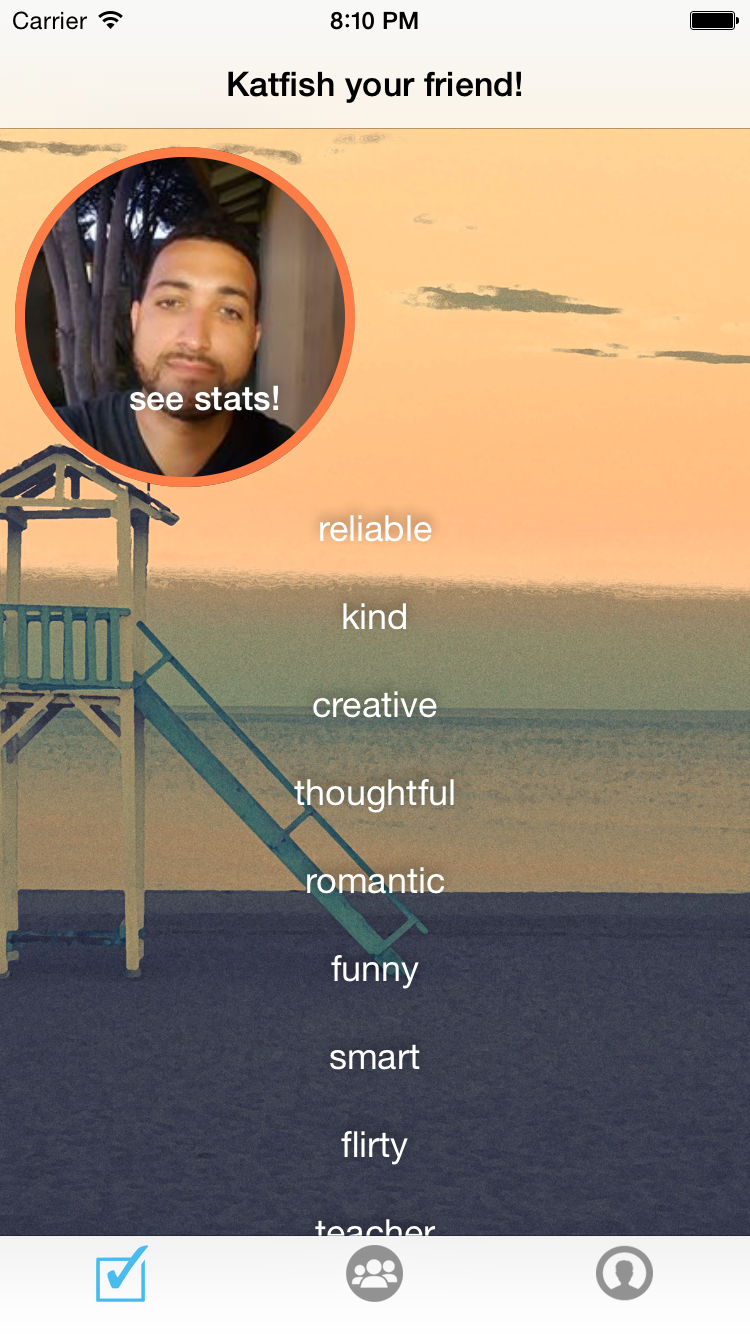 Carrier 8:10 PM
Katfish your friend!
see stats!
reliable
kind
creative
thoughtful
romantic
funny
smart
flirty
teacher